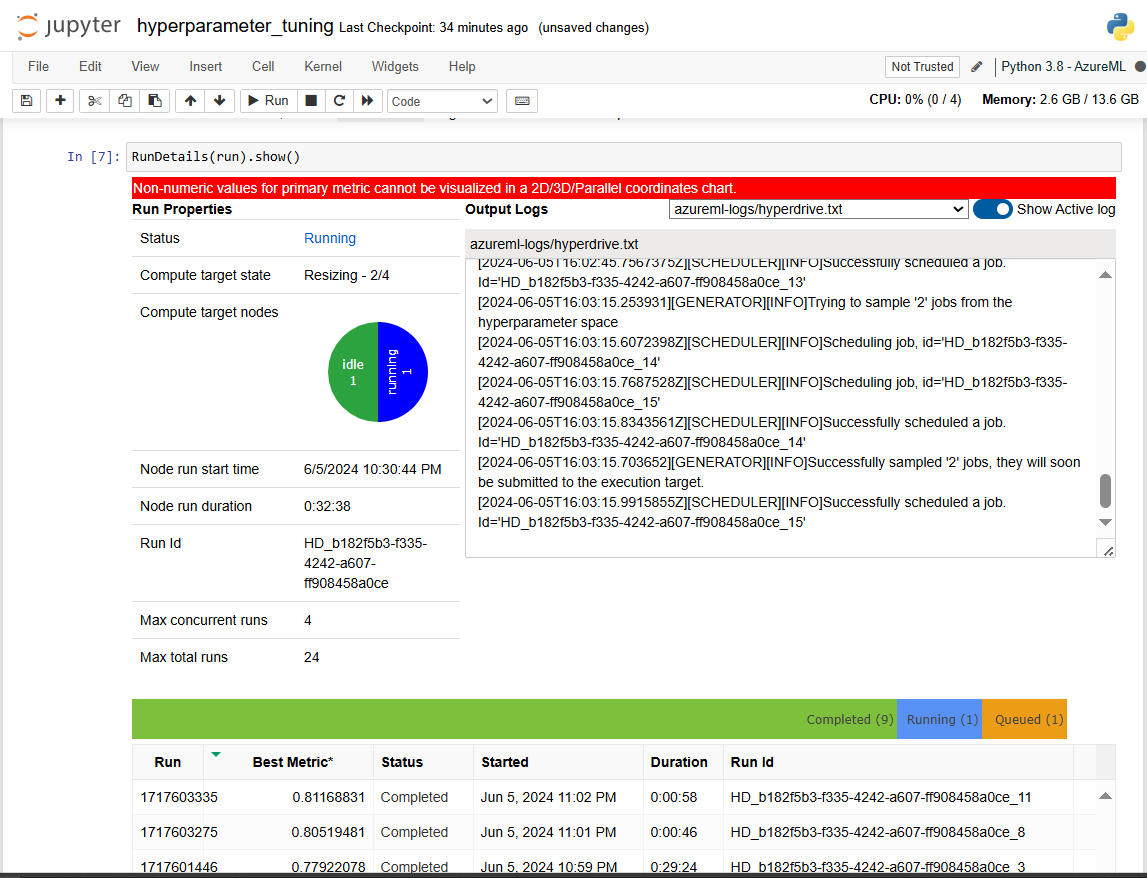 jupyter hyperparameter_tuning Last Checkpoint: 34 minutes ago (unsaved changes)
File Edit View Insert Cell Kernel Widgets Help Not Trusted Python 3.8 - AzureML
Run Code CPU: 0% (0 / 4) Memory: 2.6 GB / 13.6 GB
In [7]: RunDetails(run).show()
Non-numeric values for primary metric cannot be visualized in a 2D/3D/Parallel coordinates chart.
Run Properties
Status Running
Compute target state Resizing - 2/4
Compute target nodes
idle
1
running
1
Node run start time 6/5/2024 10:30:44 PM
Node run duration 0:32:38
Run Id HD_b182f5b3-f335-
4242-a607-
ff908458a0ce
Max concurrent runs 4
Max total runs 24
Output Logs azureml-logs/hyperdrive.txt Show Active log
azureml-logs/hyperdrive.txt
[2024-06-05T16:02:45.7567375Z][SCHEDULER][INFO]Successfully scheduled a job.
Id='HD_b182f5b3-f335-4242-a607-ff908458a0ce_13'
[2024-06-05T16:03:15.253931][GENERATOR][INFO]Trying to sample '2' jobs from the
hyperparameter space
[2024-06-05T16:03:15.6072398Z][SCHEDULER][INFO]Scheduling job, id='HD_b182f5b3-f335-
4242-a607-ff908458a0ce_14'
[2024-06-05T16:03:15.7687528Z][SCHEDULER][INFO]Scheduling job, id='HD_b182f5b3-f335-
4242-a607-ff908458a0ce_15'
[2024-06-05T16:03:15.8343561Z][SCHEDULER][INFO]Successfully scheduled a job.
Id='HD_b182f5b3-f335-4242-a607-ff908458a0ce_14'
[2024-06-05T16:03:15.703652][GENERATOR][INFO]Successfully sampled '2' jobs, they will soon
be submitted to the execution target.
[2024-06-05T16:03:15.9915855Z][SCHEDULER][INFO]Successfully scheduled a job.
Id='HD_b182f5b3-f335-4242-a607-ff908458a0ce_15'
Completed (9) Running (1) Queued (1)
Run Best Metric* Status Started Duration Run Id
1717603335 0.81168831 Completed Jun 5, 2024 11:02 PM 0:00:58 HD_b182f5b3-f335-4242-a607-ff908458a0ce_11
1717603275 0.80519481 Completed Jun 5, 2024 11:01 PM 0:00:46 HD_b182f5b3-f335-4242-a607-ff908458a0ce_8
1717601446 0.77922078 Completed Jun 5, 2024 10:59 PM 0:29:24 HD_b182f5b3-f335-4242-a607-ff908458a0ce_3